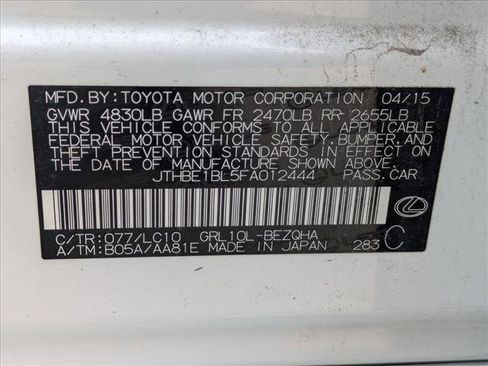 MFD.BY:TOYOTA MOTOR CORPORATION 04/15
GVWR 4830LB GAWR FR 2470LB RR 2655LB
THIS VEHICLE CONFORMS TO ALL APPLICABLE
FEDERAL MOTOR VEHICLE SAFETY,BUMPER,AND
THEFT PREVENTION STANDARDS IN EFFECT ON
THE DATE OF MANUFACTURE SHOWN ABOVE.
JTHBE1BL5FA012444 PASS.CAR
C/TR:077/LC10 GRL10L-BEZQHA
A/TM:B05A/AA81E MADE IN JAPAN 283 C